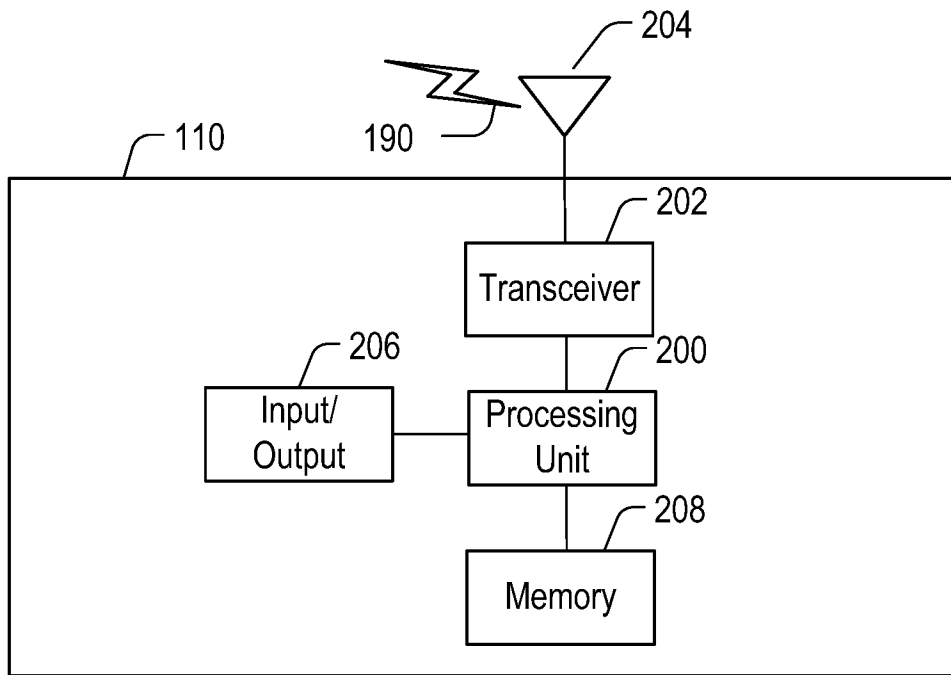 204
190
110
202
Transceiver
206
200
Input/
Output
Processing
Unit
208
Memory